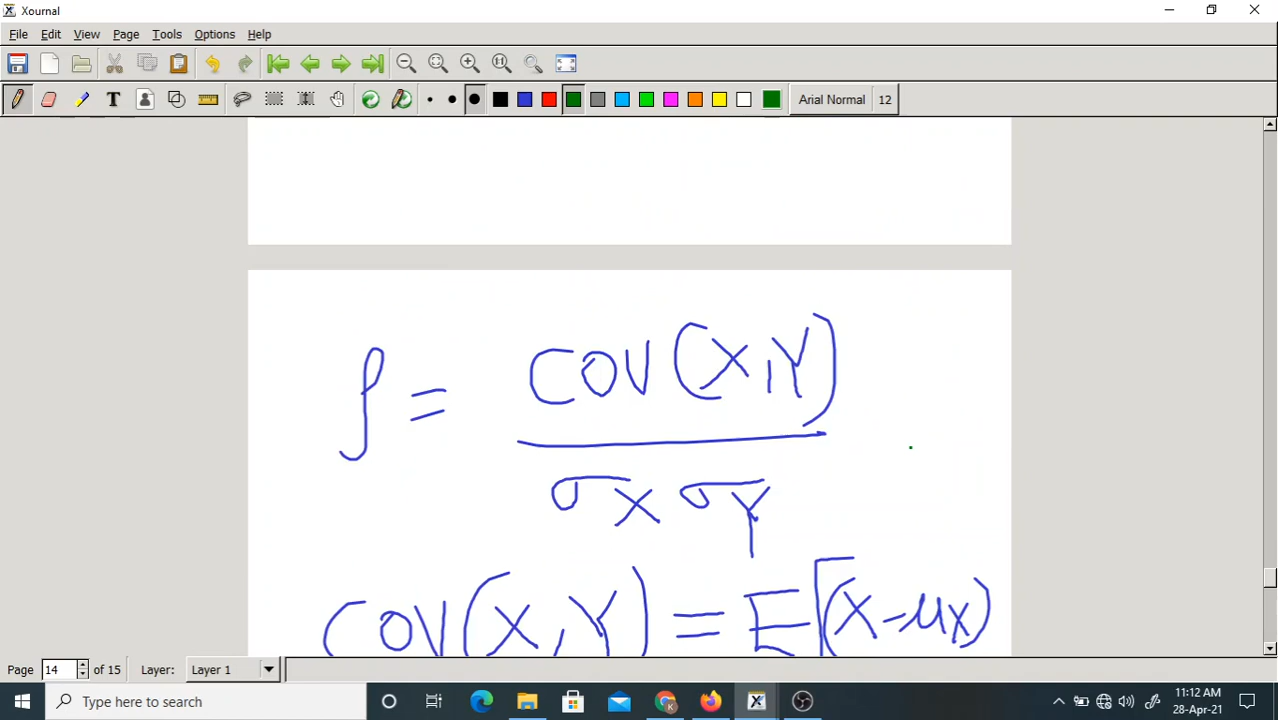 Xournal
File Edit View Page Tools Options Help
Arial Normal 12
ρ = COV(X,Y)
σX σY
COV(X,Y) = E[(X-μX)
Page 14 of 15 Layer: Layer 1
Type here to search
11:12 AM
28-Apr-21